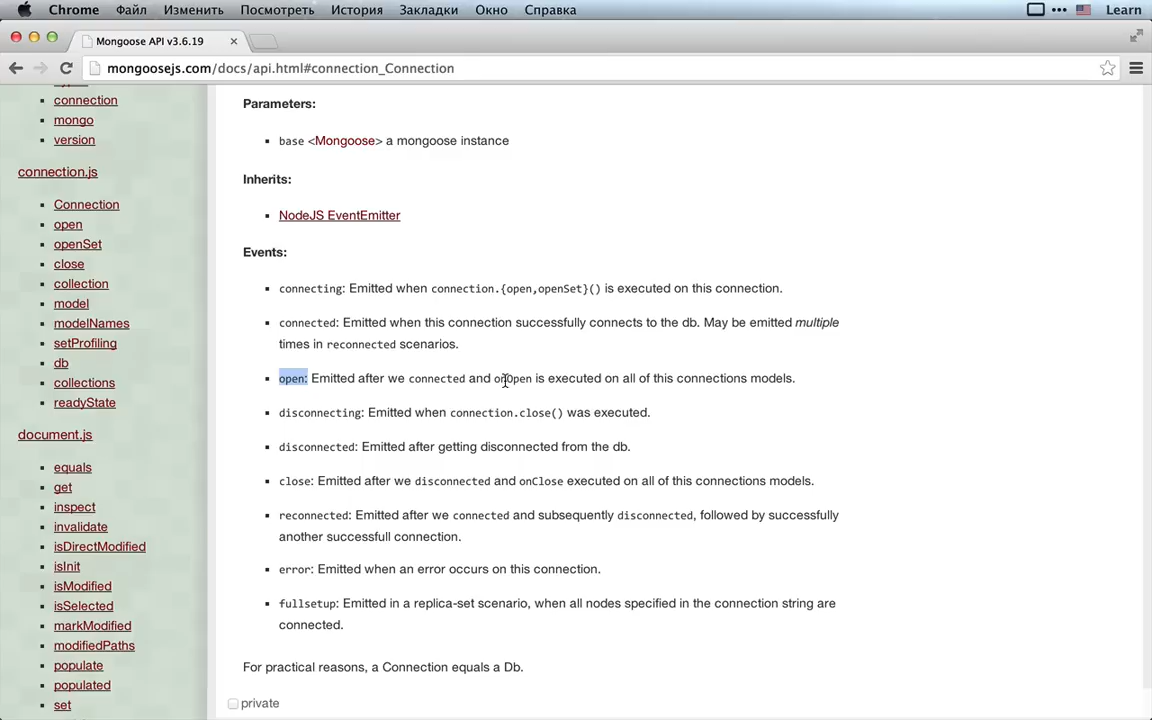 Chrome Файл Изменить Посмотреть История Закладки Окно Справка Learn
Mongoose API v3.6.19
mongoosejs.com/docs/api.html#connection_Connection
connection
mongo
version
connection.js
Connection
open
openSet
close
collection
model
modelNames
setProfiling
db
collections
readyState
document.js
equals
get
inspect
invalidate
isDirectModified
isInit
isModified
isSelected
markModified
modifiedPaths
populate
populated
set
Parameters:
base <Mongoose> a mongoose instance
Inherits:
NodeJS EventEmitter
Events:
connecting: Emitted when connection.{open,openSet}() is executed on this connection.
connected: Emitted when this connection successfully connects to the db. May be emitted multiple
times in reconnected scenarios.
open: Emitted after we connected and onOpen is executed on all of this connections models.
disconnecting: Emitted when connection.close() was executed.
disconnected: Emitted after getting disconnected from the db.
close: Emitted after we disconnected and onClose executed on all of this connections models.
reconnected: Emitted after we connected and subsequently disconnected, followed by successfully
another successfull connection.
error: Emitted when an error occurs on this connection.
fullsetup: Emitted in a replica-set scenario, when all nodes specified in the connection string are
connected.
For practical reasons, a Connection equals a Db.
private